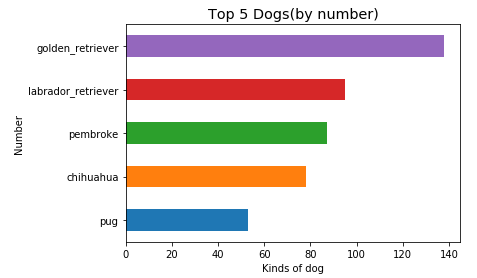 Top 5 Dogs(by number)
golden_retriever
labrador_retriever
pembroke
chihuahua
pug
Number
0 20 40 60 80 100 120 140
Kinds of dog